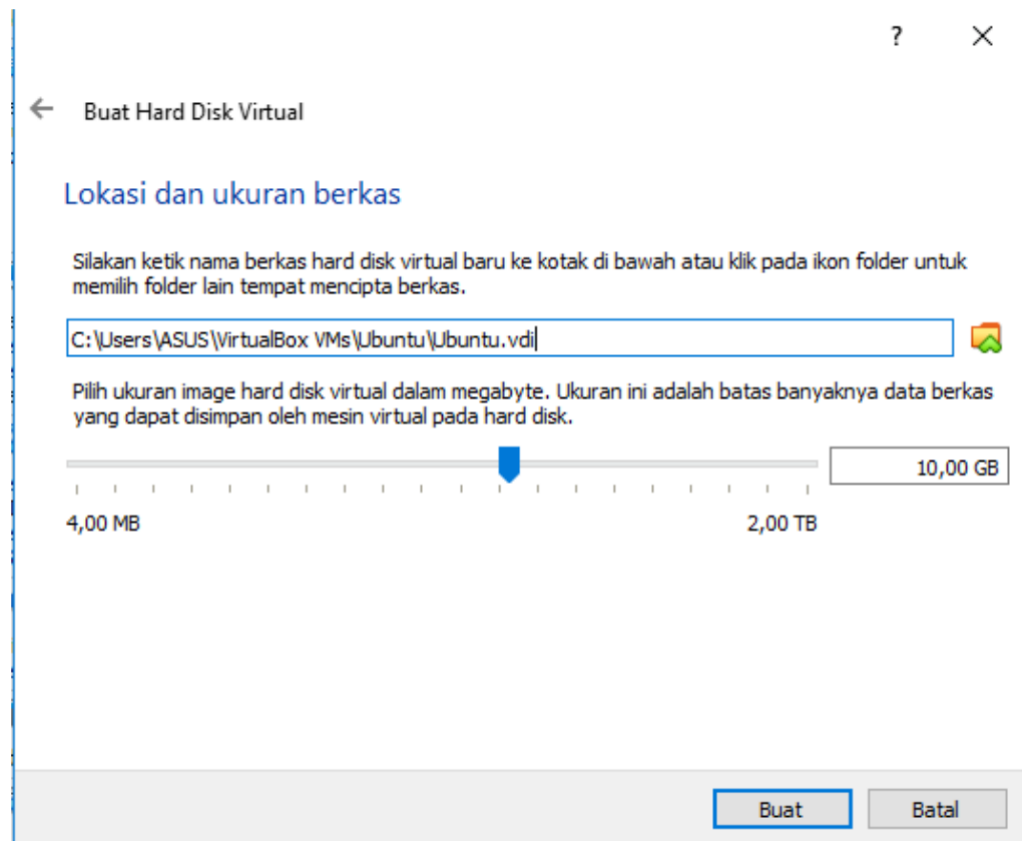 ?
Buat Hard Disk Virtual
Lokasi dan ukuran berkas
Silakan ketik nama berkas hard disk virtual baru ke kotak di bawah atau klik pada ikon folder untuk
memilih folder lain tempat mencipta berkas.
C:\Users\ASUS\VirtualBox VMs\Ubuntu\Ubuntu.vdi
Pilih ukuran image hard disk virtual dalam megabyte. Ukuran ini adalah batas banyaknya data berkas
yang dapat disimpan oleh mesin virtual pada hard disk.
10,00 GB
4,00 MB 2,00 TB
Buat Batal